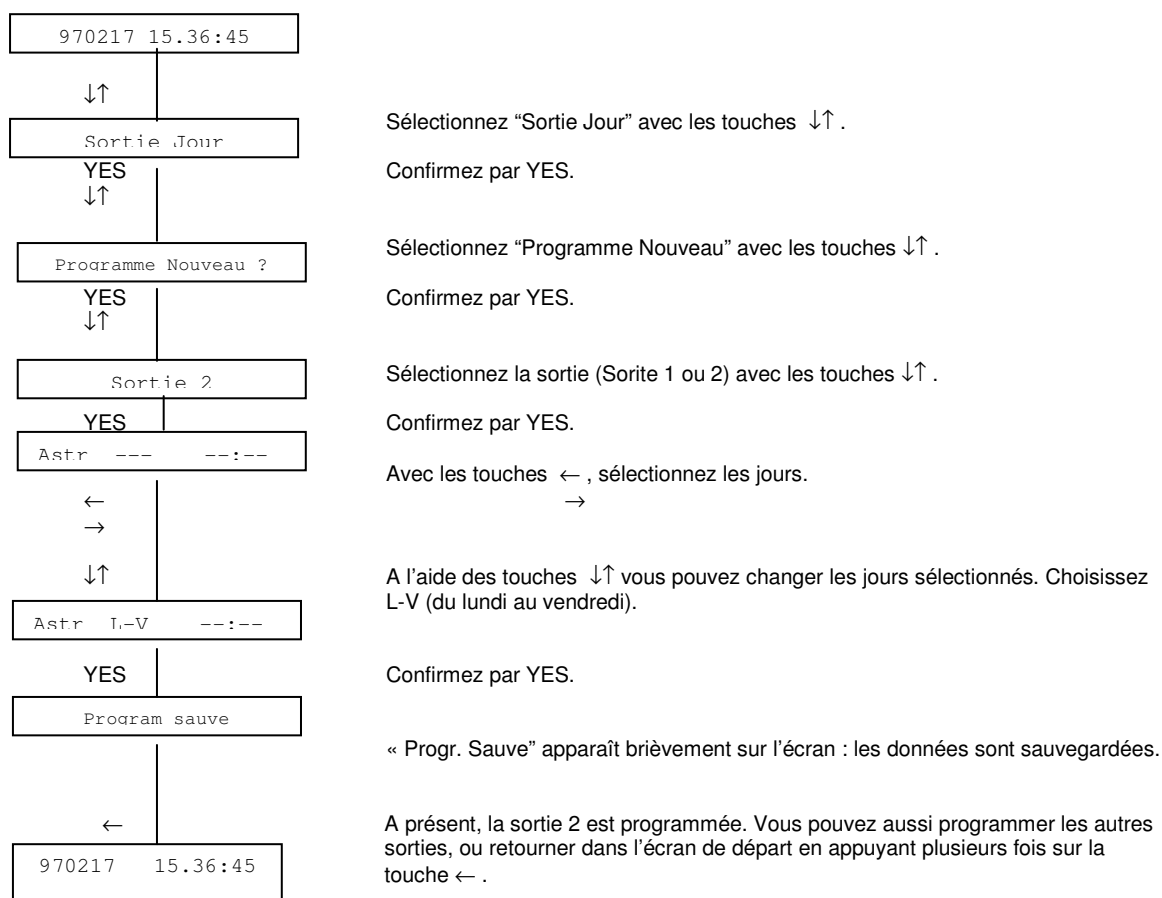 970217 15.36:45
↓↑
Sortie Jour
Sélectionnez “Sortie Jour” avec les touches ↓↑ .
YES
Confirmez par YES.
↓↑
Programme Nouveau ?
Sélectionnez “Programme Nouveau” avec les touches ↓↑ .
YES
Confirmez par YES.
↓↑
Sortie 2
Sélectionnez la sortie (Sorite 1 ou 2) avec les touches ↓↑ .
YES
Confirmez par YES.
Astr --- --:--
Avec les touches ← , sélectionnez les jours.
→
←
→
↓↑
A l’aide des touches ↓↑ vous pouvez changer les jours sélectionnés. Choisissez
L-V (du lundi au vendredi).
Astr L-V --:--
YES
Confirmez par YES.
Program sauve
« Progr. Sauve” apparaît brièvement sur l’écran : les données sont sauvegardées.
←
A présent, la sortie 2 est programmée. Vous pouvez aussi programmer les autres
sorties, ou retourner dans l’écran de départ en appuyant plusieurs fois sur la
touche ← .
970217 15.36:45